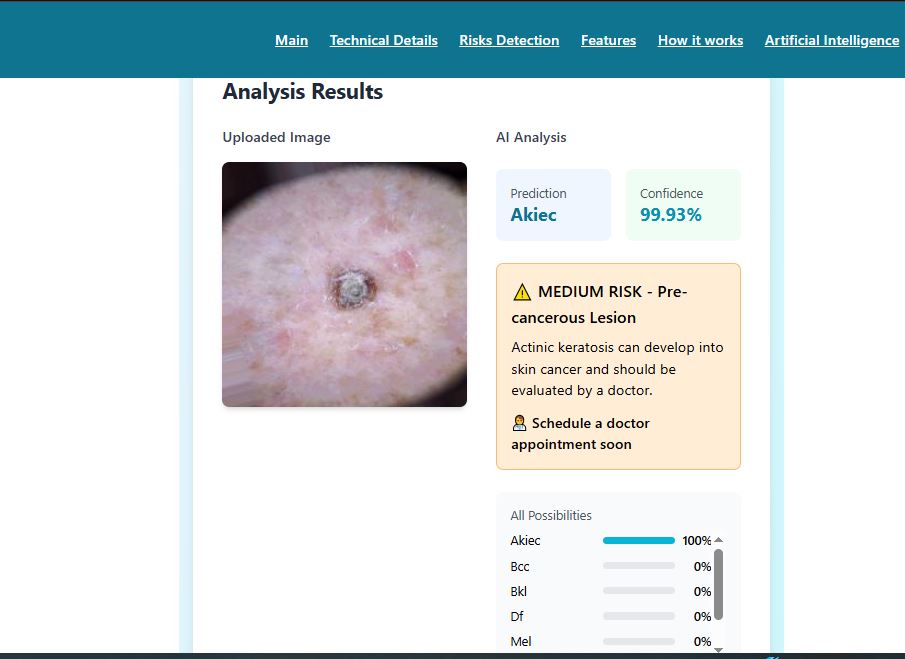 Main Technical Details Risks Detection Features How it works Artificial Intelligence
Analysis Results
Uploaded Image
AI Analysis
Prediction
Akiec
Confidence
99.93%
⚠️ MEDIUM RISK - Pre-
cancerous Lesion
Actinic keratosis can develop into
skin cancer and should be
evaluated by a doctor.
👩‍⚕️ Schedule a doctor
appointment soon
All Possibilities
Akiec 100%
Bcc 0%
Bkl 0%
Df 0%
Mel 0%